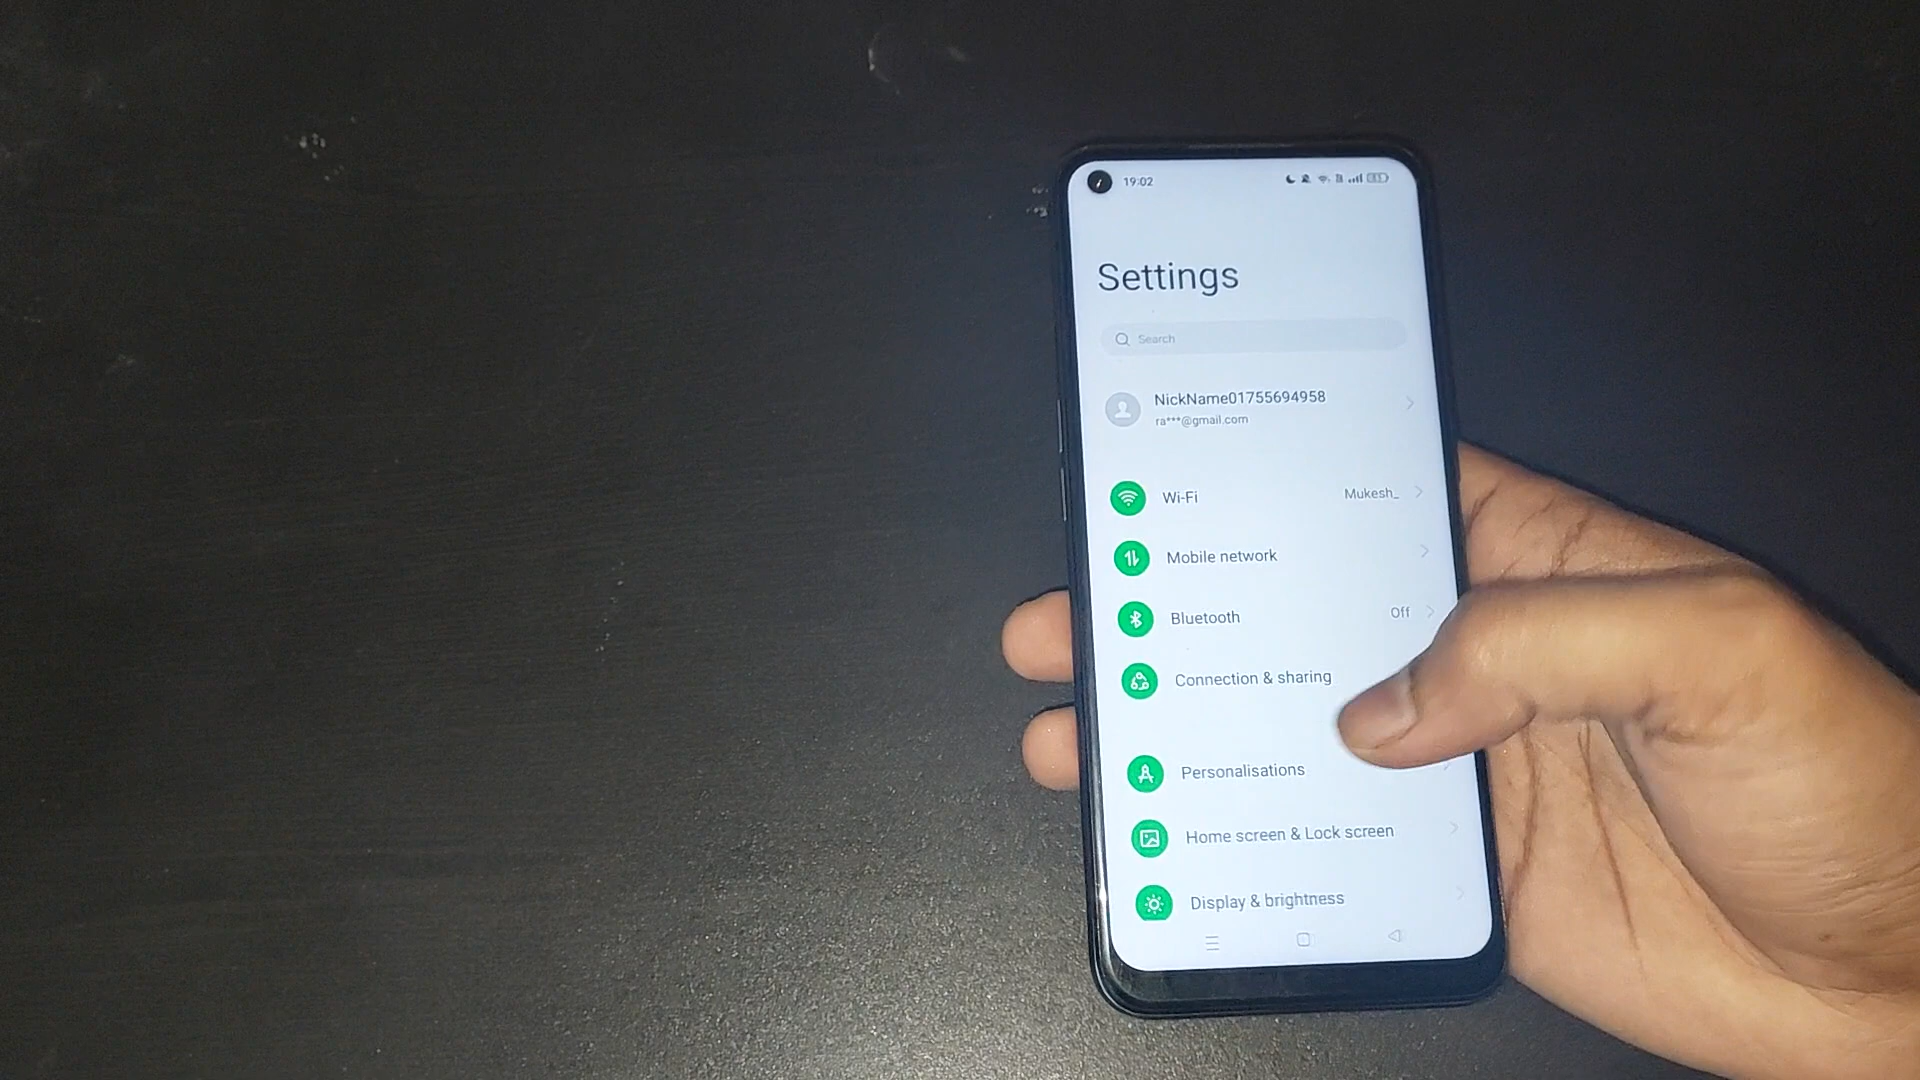 19:02
Settings
Search
NickName01755694958
ra***@gmail.com
Wi-Fi Mukesh_
Mobile network
Bluetooth Off
Connection & sharing
Personalisations
Home screen & Lock screen
Display & brightness